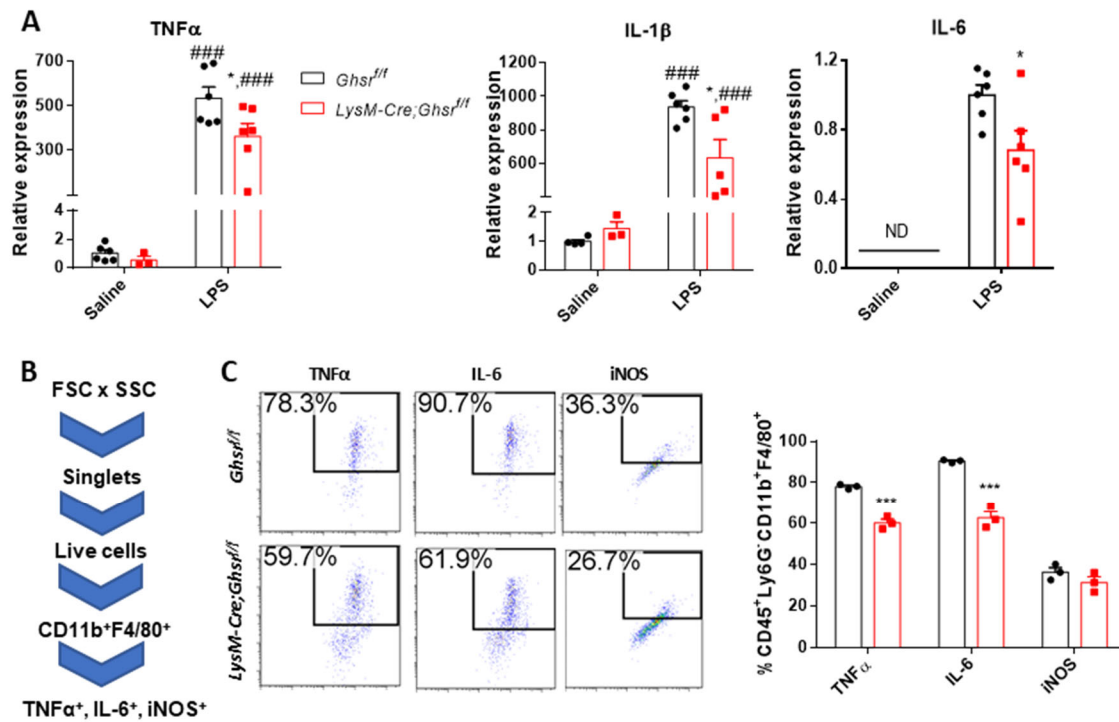 A
TNFα
Relative expression
700
500
300
4
2
0
###
*,###
Saline
LPS
Ghsr^f/f
LysM-Cre;Ghsr^f/f
IL-1β
Relative expression
1200
1000
800
600
2
1
0
###
*,###
Saline
LPS
IL-6
Relative expression
1.2
0.8
0.4
0.0
ND
*
Saline
LPS
B
FSC x SSC
Singlets
Live cells
CD11b⁺F4/80⁺
TNFα⁺, IL-6⁺, iNOS⁺
C
TNFα
IL-6
iNOS
Ghsr^f/f
78.3%
90.7%
36.3%
LysM-Cre;Ghsr^f/f
59.7%
61.9%
26.7%
% CD45⁺Ly6G⁻CD11b⁺F4/80⁺
100
80
60
40
20
0
***
***
TNFα
IL-6
iNOS